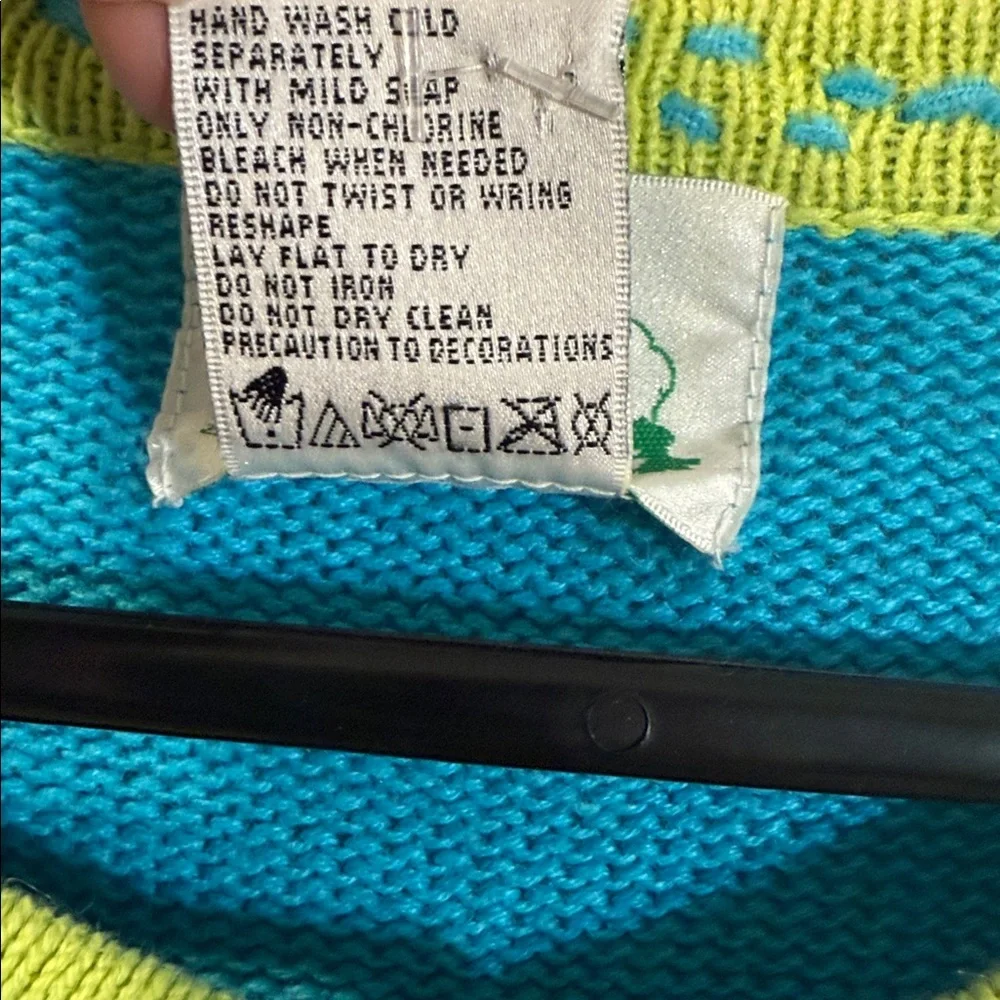 HAND WASH COLD
SEPARATELY
WITH MILD SOAP
ONLY NON-CHLORINE
BLEACH WHEN NEEDED
DO NOT TWIST OR WRING
RESHAPE
LAY FLAT TO DRY
DO NOT IRON
DO NOT DRY CLEAN
PRECAUTION TO DECORATIONS